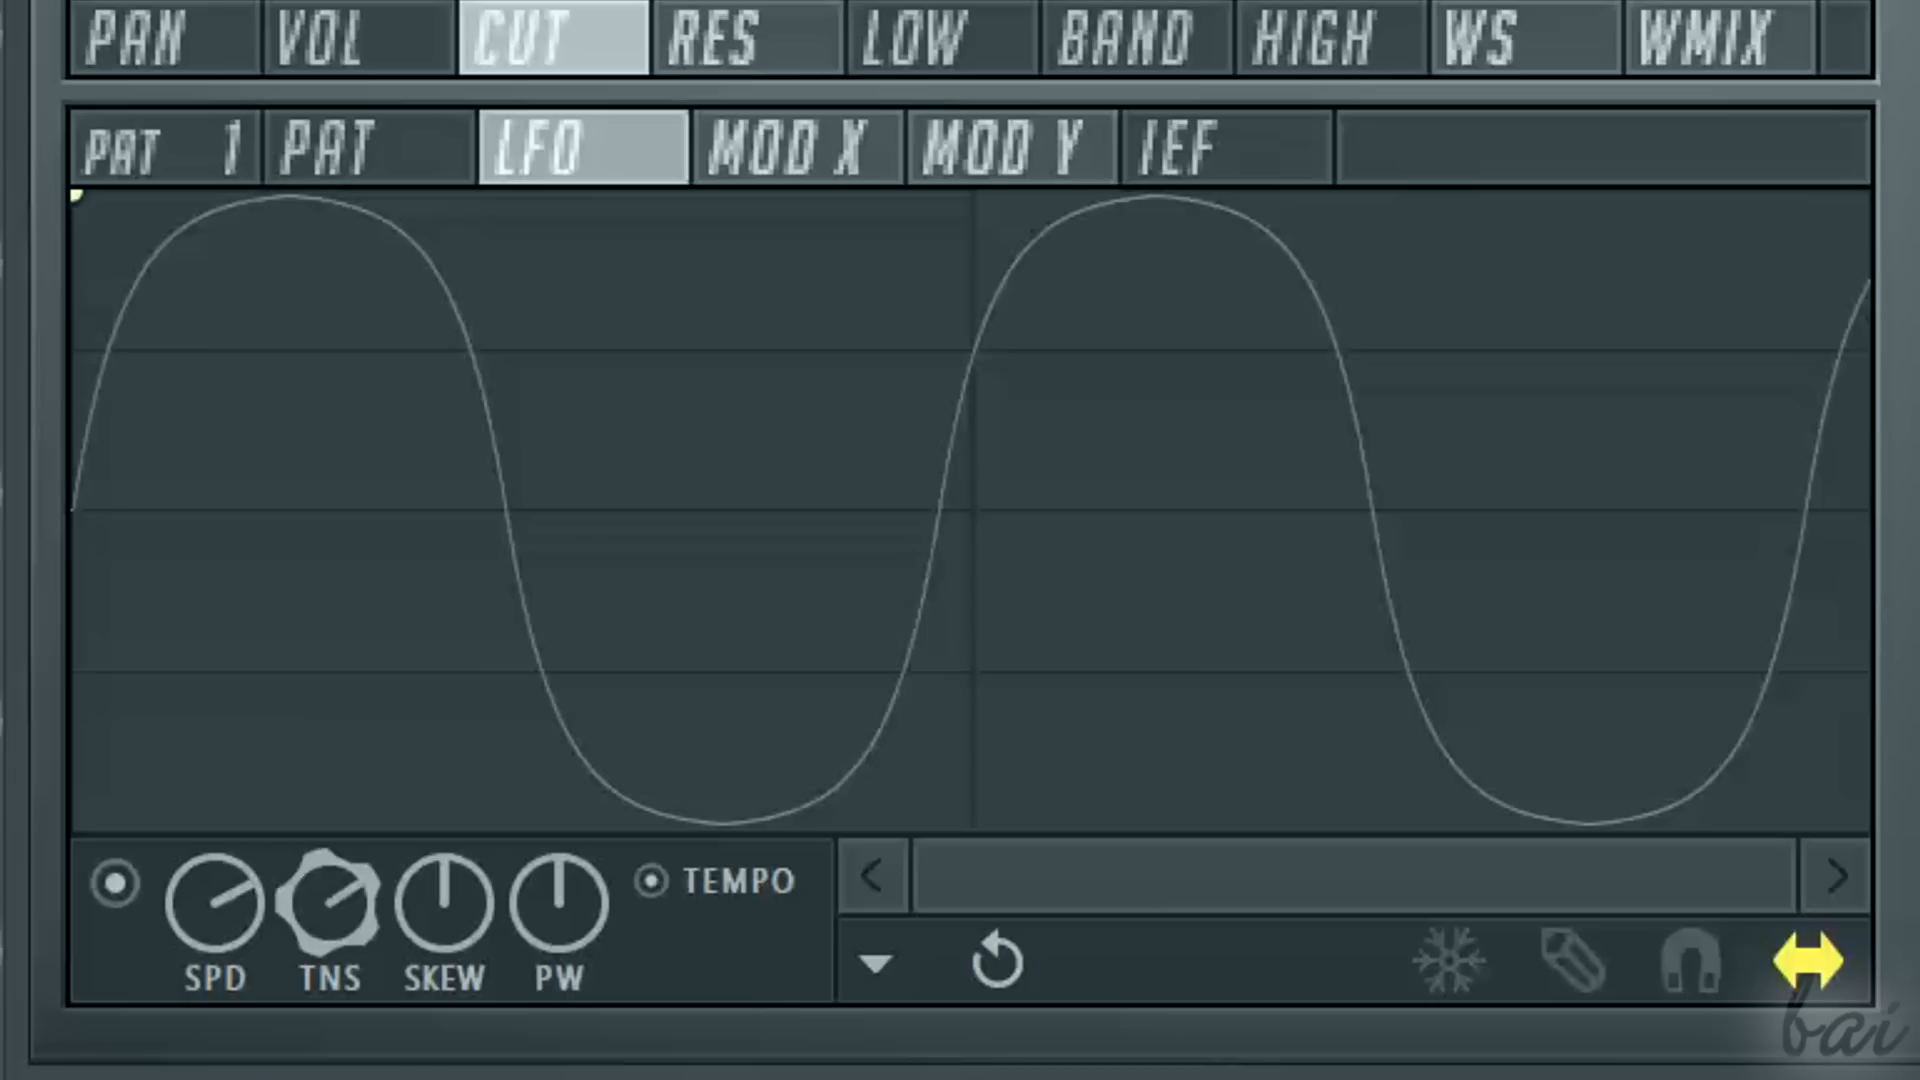 PAN VOL CUT RES LOW BAND HIGH WS WMIX
PAT 1 PAT LFO MOD X MOD Y IEF
TEMPO
SPD TNS SKEW PW
bai